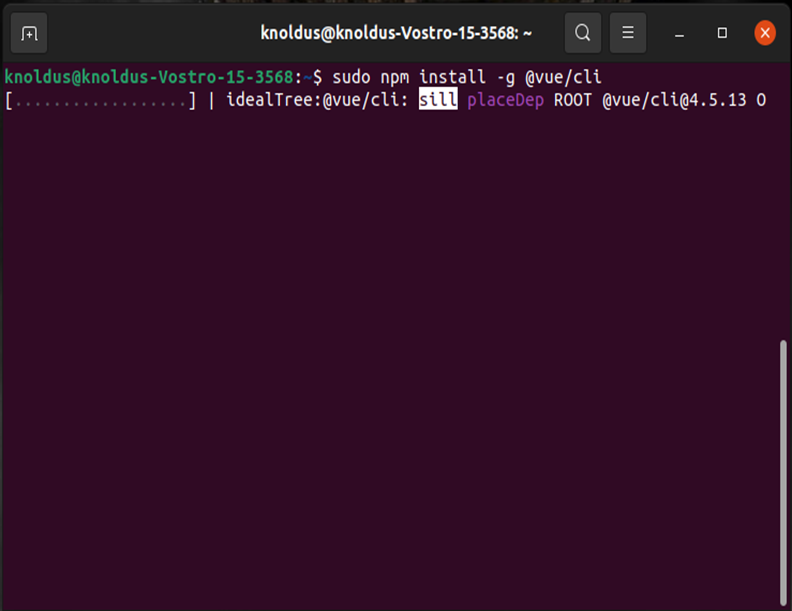 knoldus@knoldus-Vostro-15-3568: ~
knoldus@knoldus-Vostro-15-3568:~$ sudo npm install -g @vue/cli
[..................] | idealTree:@vue/cli: sill placeDep ROOT @vue/cli@4.5.13 O